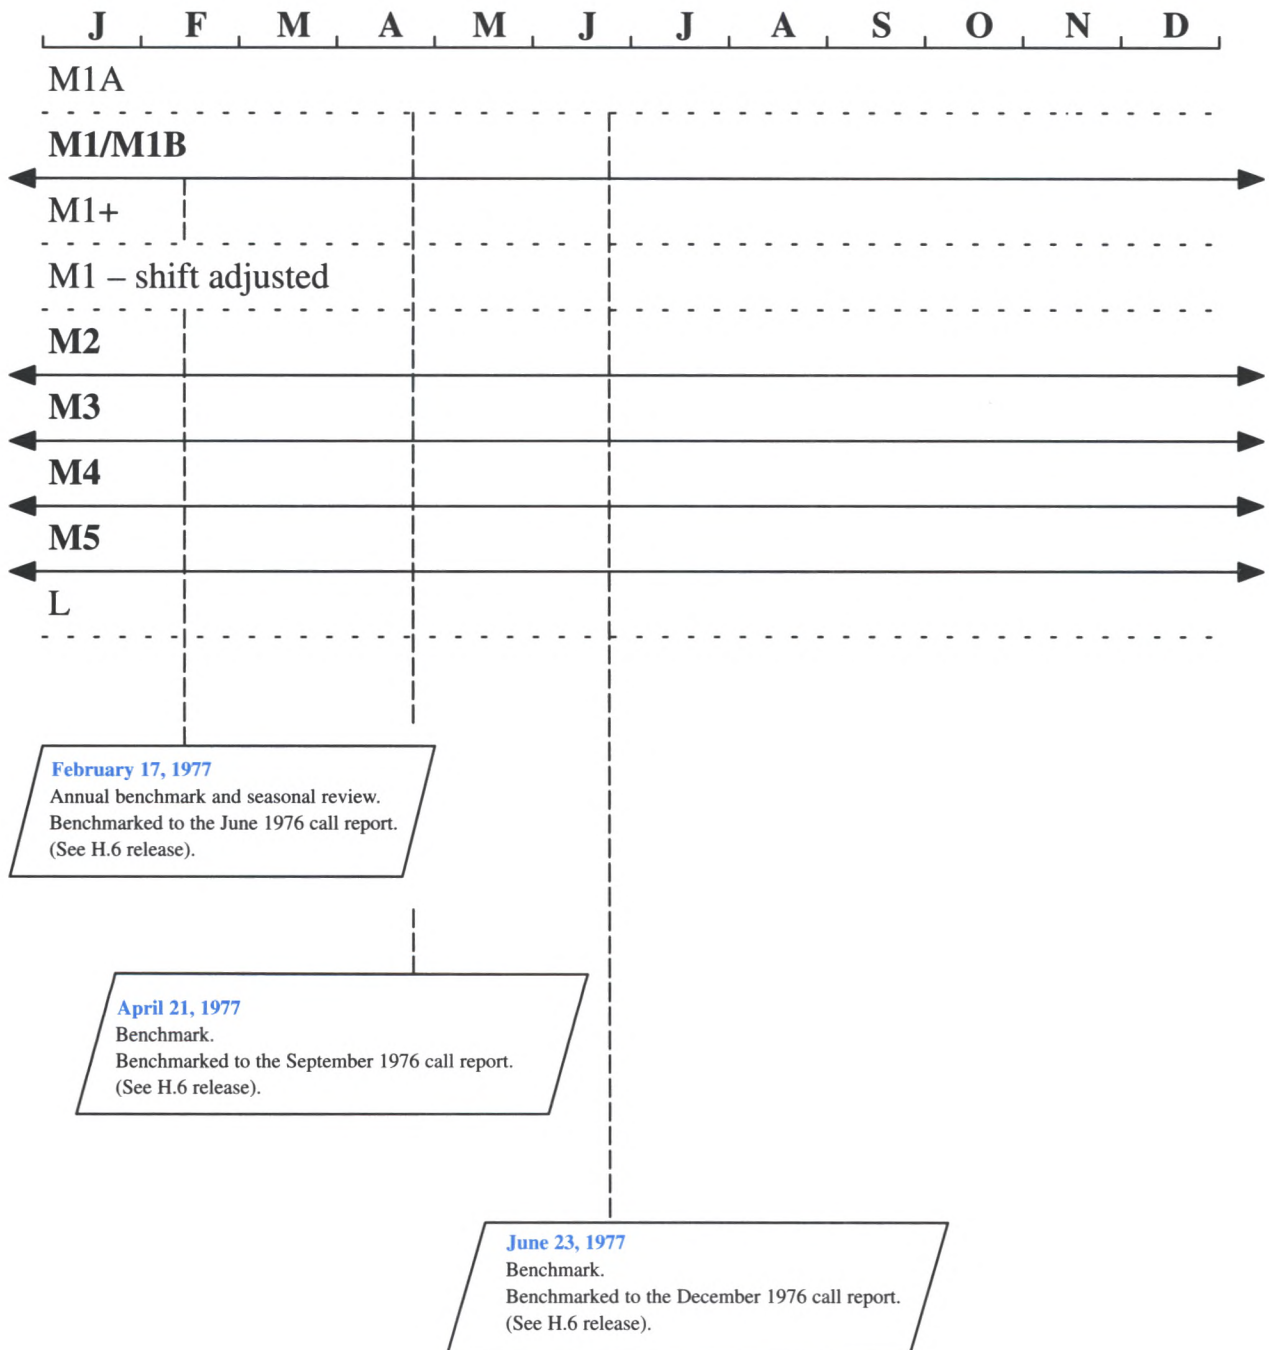 J F M A M J J A S O N D
M1A
M1/M1B
M1+
M1 – shift adjusted
M2
M3
M4
M5
L
February 17, 1977
Annual benchmark and seasonal review.
Benchmarked to the June 1976 call report.
(See H.6 release).
April 21, 1977
Benchmark.
Benchmarked to the September 1976 call report.
(See H.6 release).
June 23, 1977
Benchmark.
Benchmarked to the December 1976 call report.
(See H.6 release).